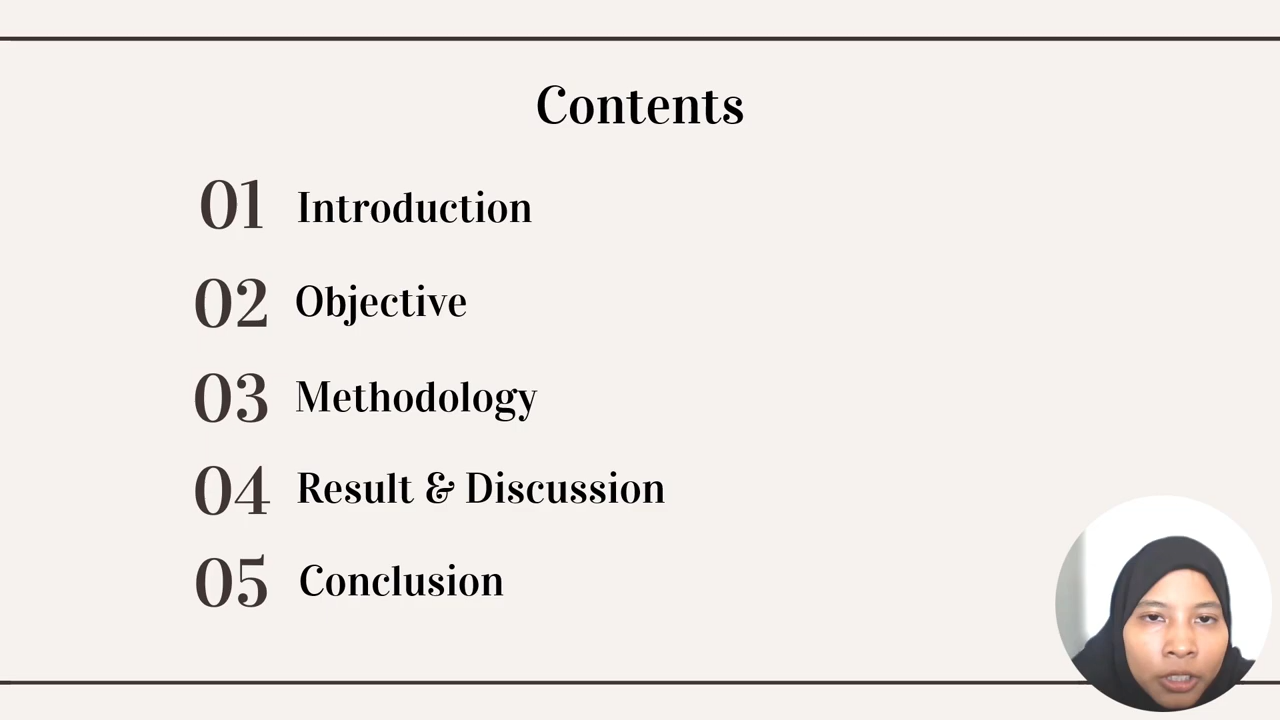 Contents
01 Introduction
02 Objective
03 Methodology
04 Result & Discussion
05 Conclusion